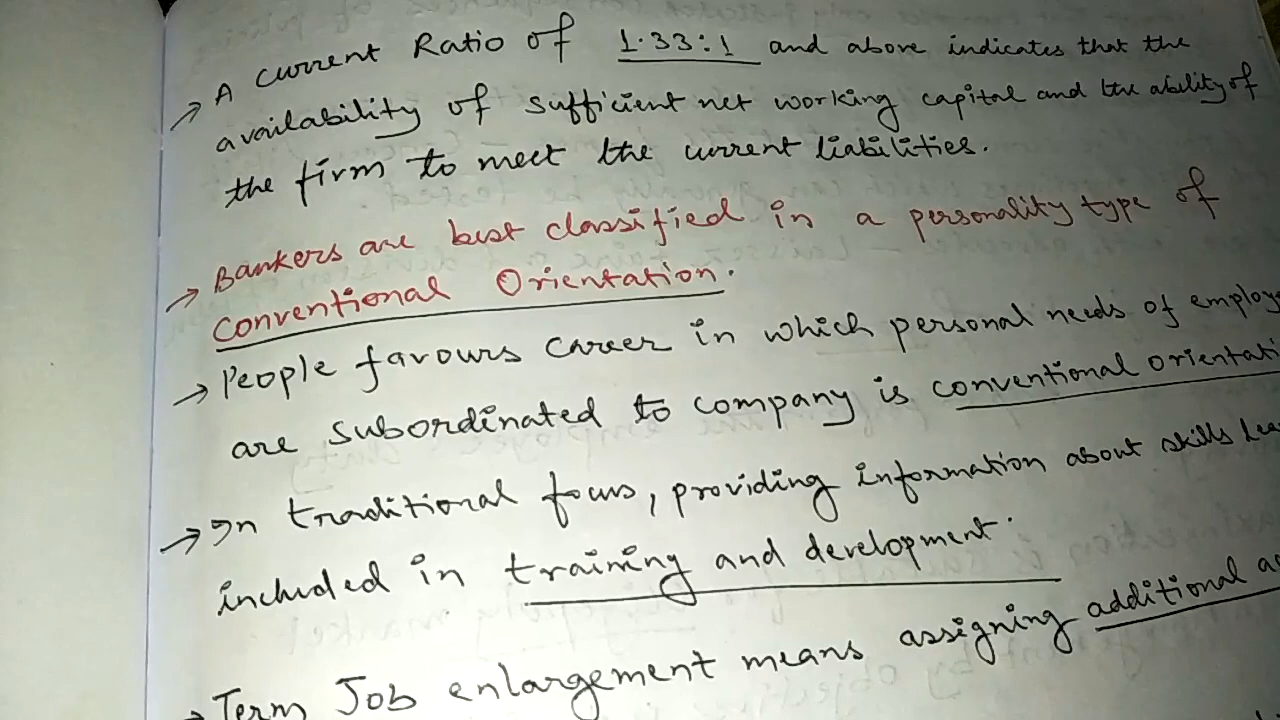 → A current Ratio of 1.33:1 and above indicates that the
availability of sufficient net working capital and the ability of
the firm to meet the current liabilities.
→ Bankers are best classified in a personality type of
Conventional Orientation.
→ People favours career in which personal needs of employe
are subordinated to company is conventional orientati
→ In traditional focus, providing information about skills
included in training and development.
→ Term Job enlargement means assigning additional